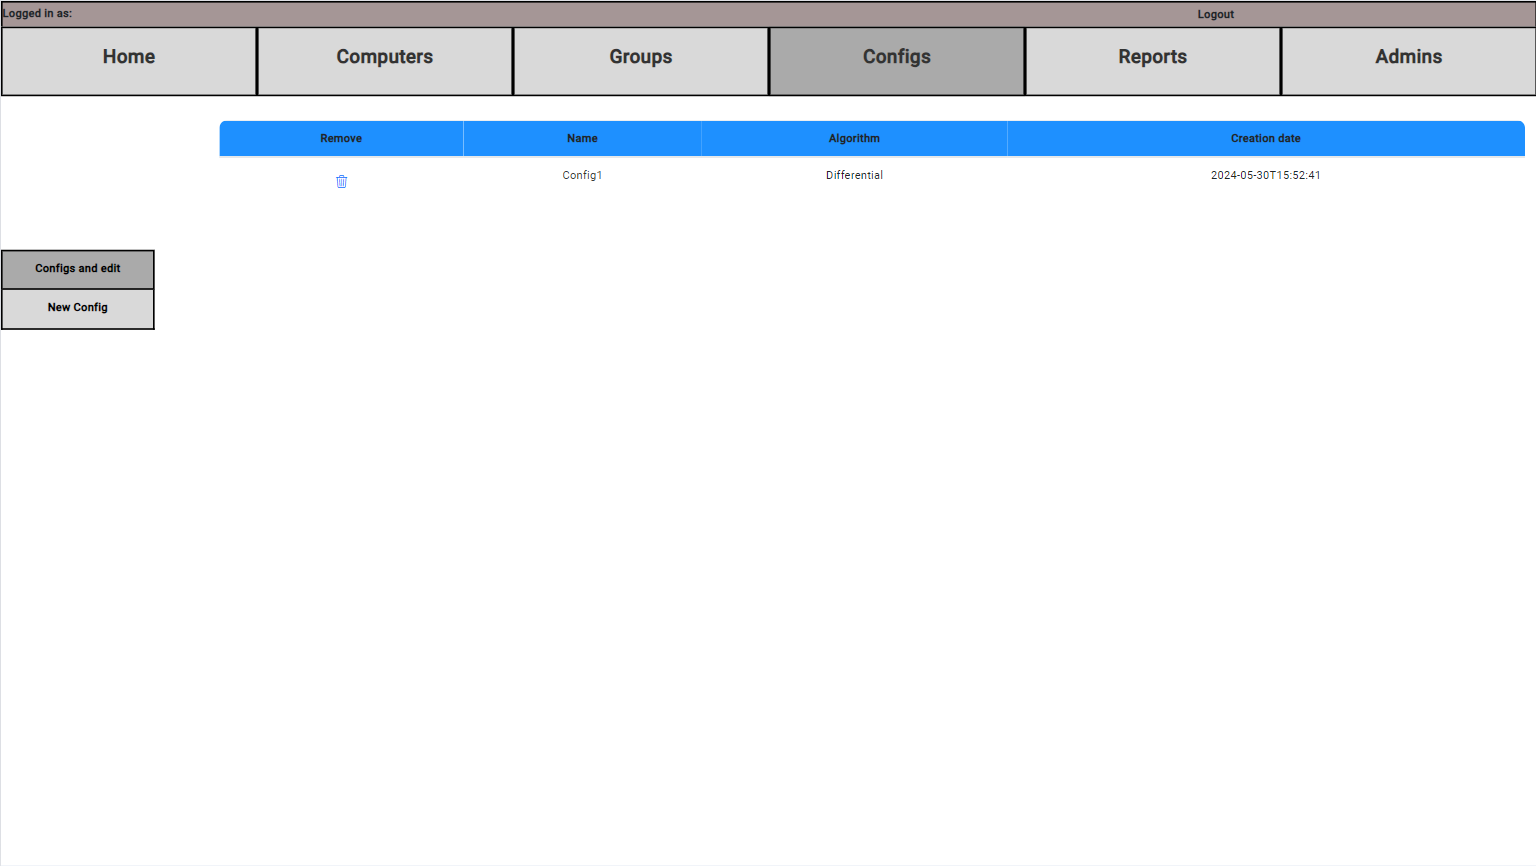 Logged in as:
Logout
Home
Computers
Groups
Configs
Reports
Admins
Remove
Name
Algorithm
Creation date
Config1
Differential
2024-05-30T15:52:41
Configs and edit
New Config